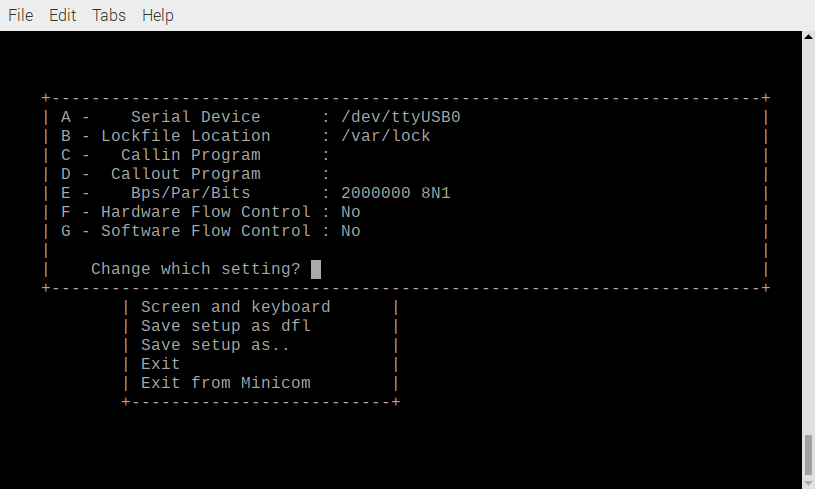 File Edit Tabs Help
+-----------------------------------------------------------------------+
| A -    Serial Device      : /dev/ttyUSB0                              |
| B - Lockfile Location     : /var/lock                                 |
| C -   Callin Program      :                                           |
| D -  Callout Program      :                                           |
| E -    Bps/Par/Bits       : 2000000 8N1                               |
| F - Hardware Flow Control : No                                        |
| G - Software Flow Control : No                                        |
|                                                                       |
|    Change which setting?                                              |
+-----------------------------------------------------------------------+
        | Screen and keyboard      |
        | Save setup as dfl        |
        | Save setup as..          |
        | Exit                     |
        | Exit from Minicom        |
        +--------------------------+